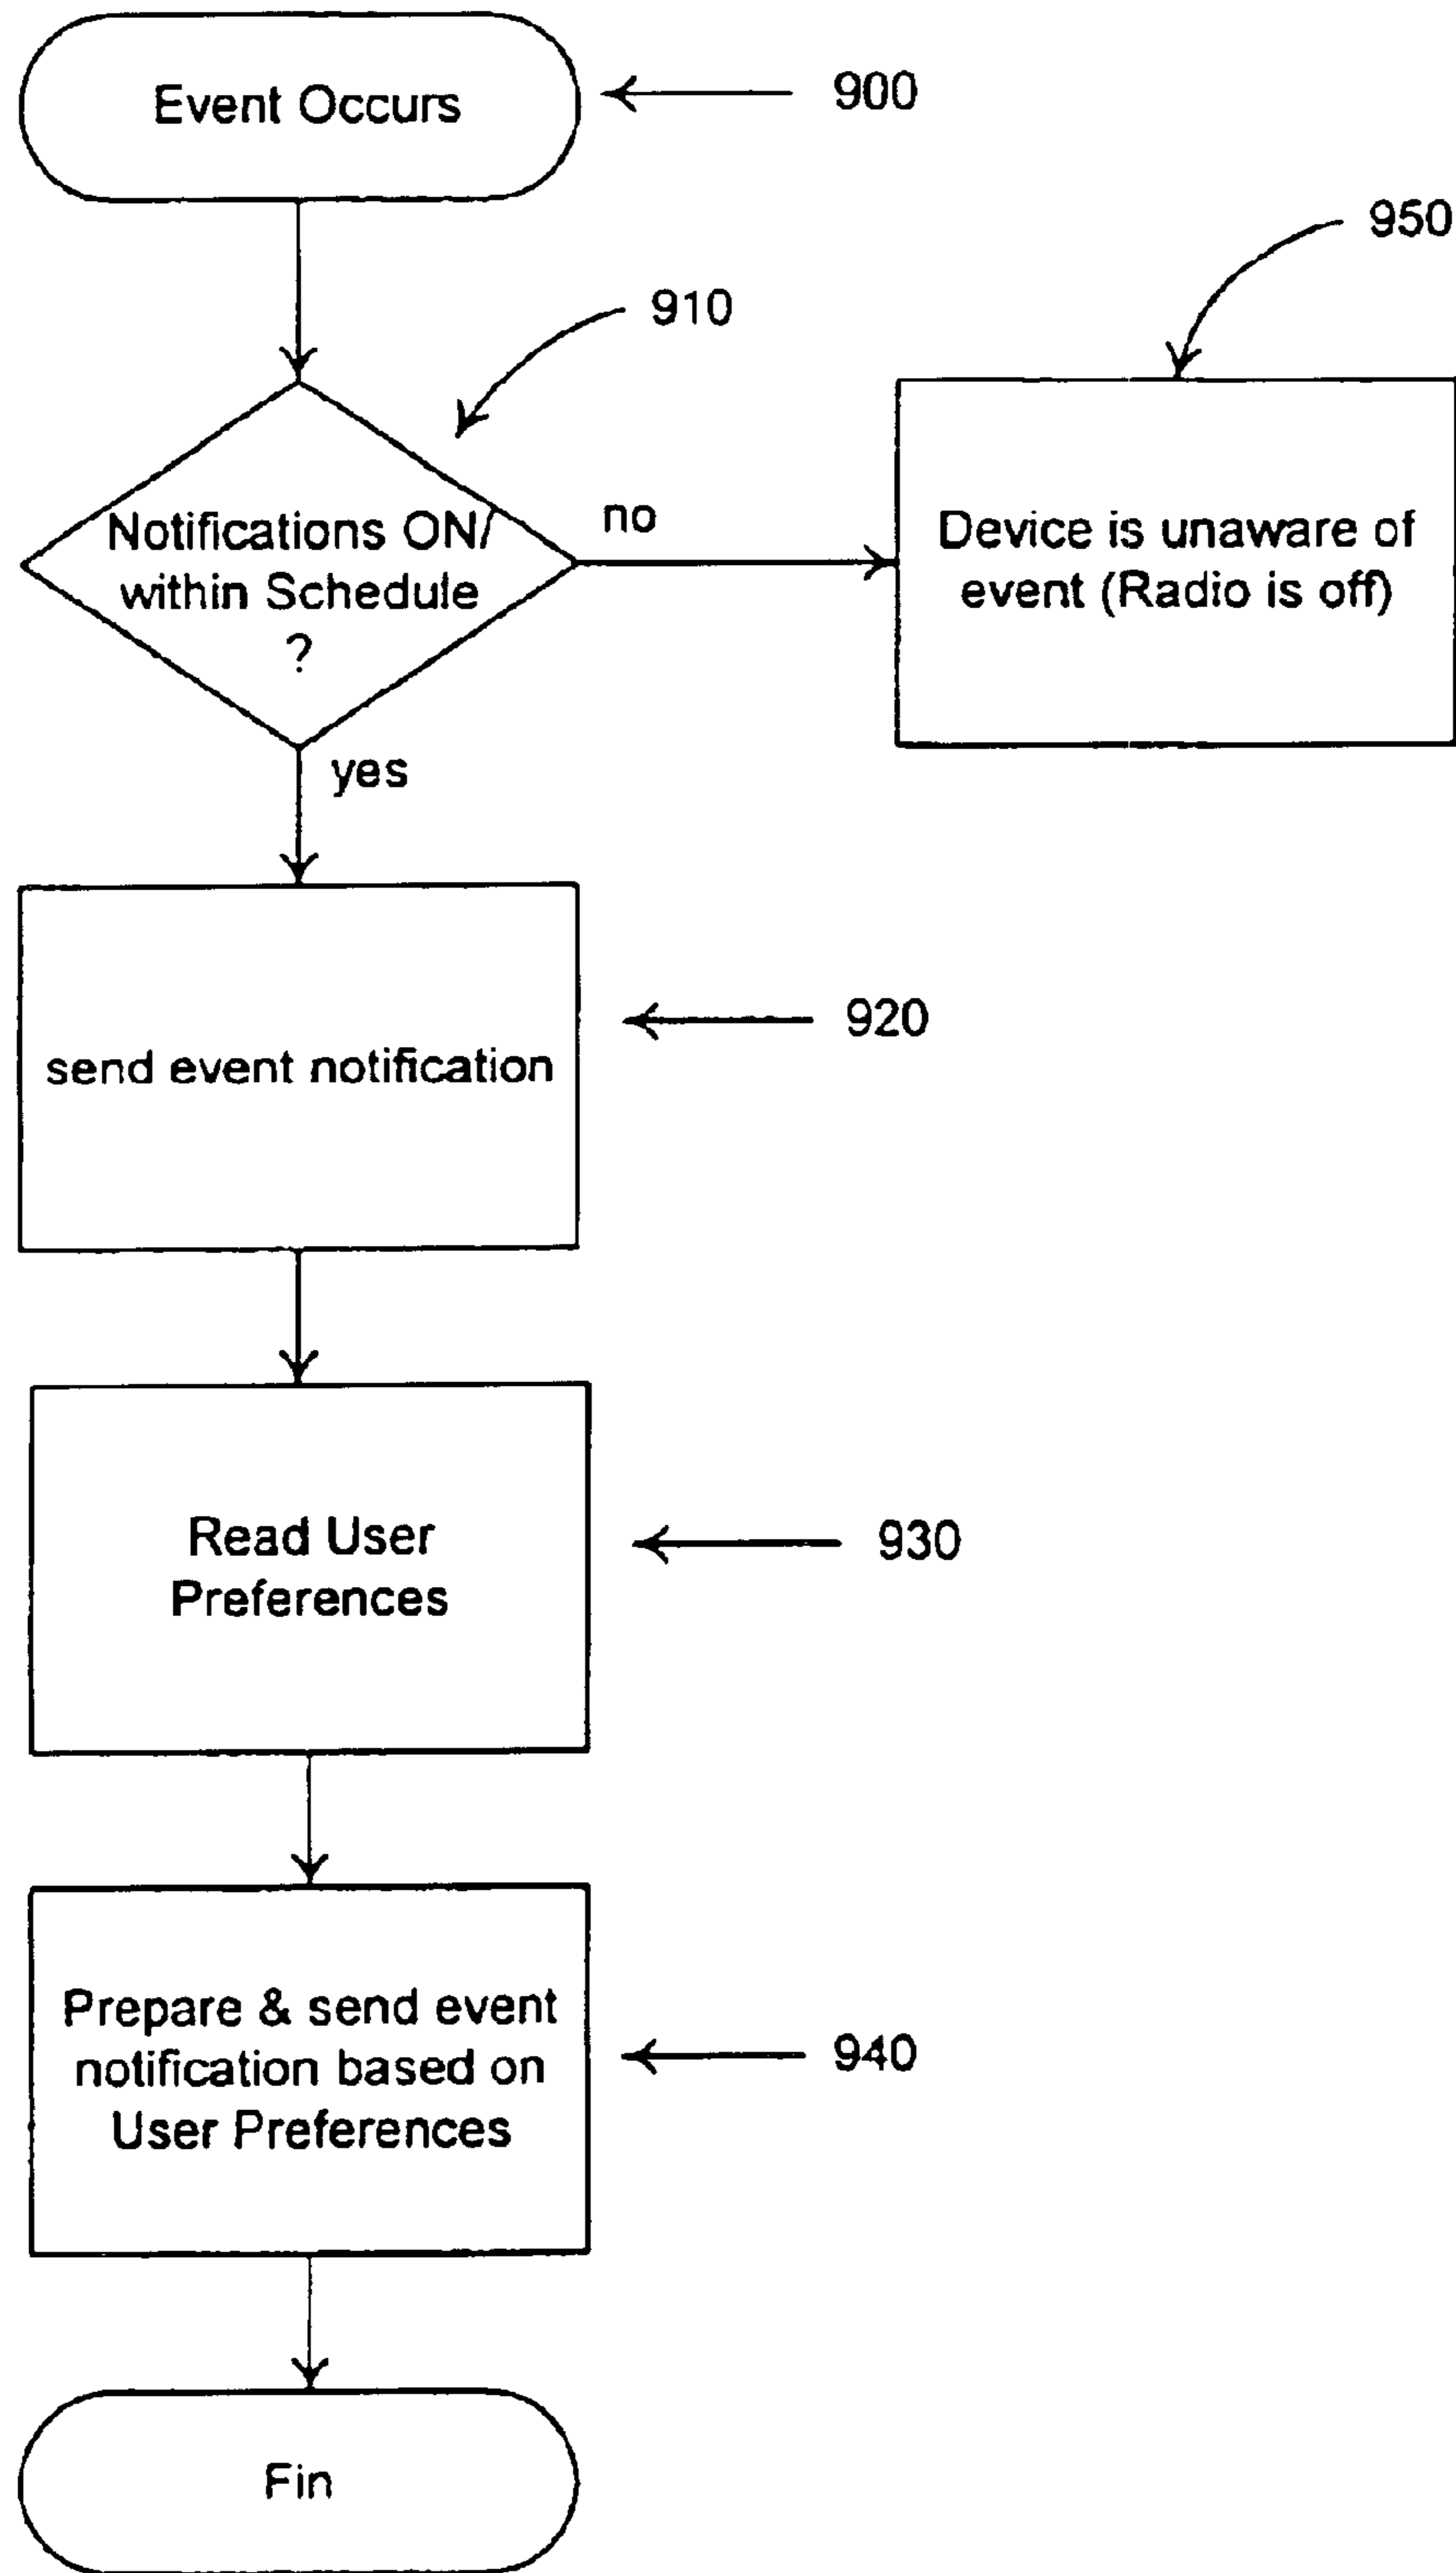 Event Occurs
900
950
910
Notifications ON/
within Schedule
?
no
Device is unaware of
event (Radio is off)
yes
send event notification
920
Read User
Preferences
930
Prepare & send event
notification based on
User Preferences
940
Fin